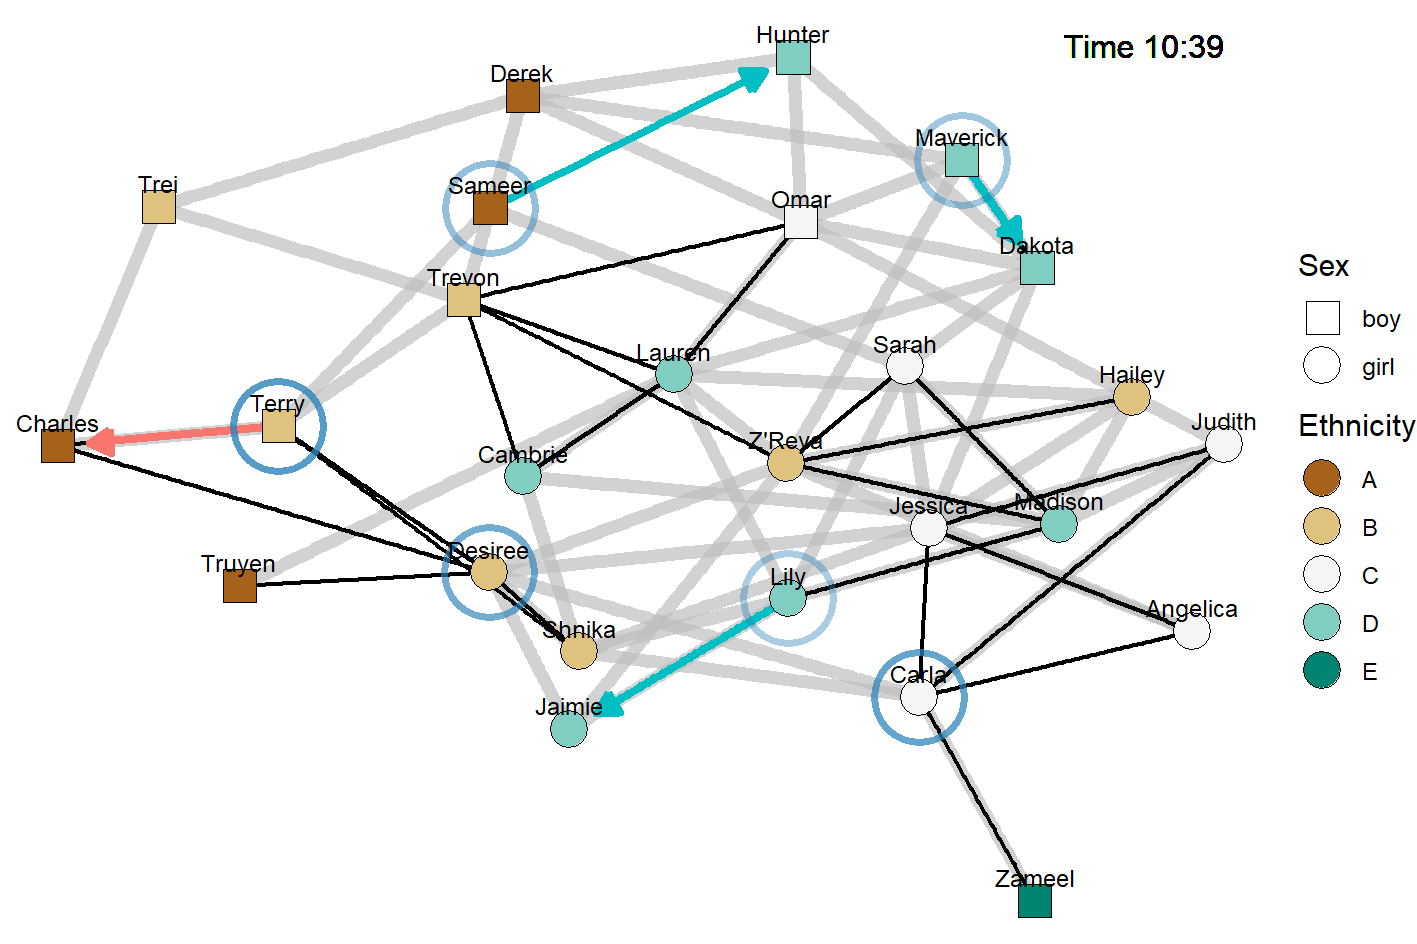 Hunter
Time 10:39
Derek
Maverick
Trei
Sameer
Omar
Dakota
Trevon
Lauren
Sarah
Hailey
Terry
Charles
Judith
Cambrie
Z'Reya
Jessica
Madison
Desiree
Truyen
Lily
Angelica
Shnika
Carla
Jaimie
Zameel
Sex
boy
girl
Ethnicity
A
B
C
D
E